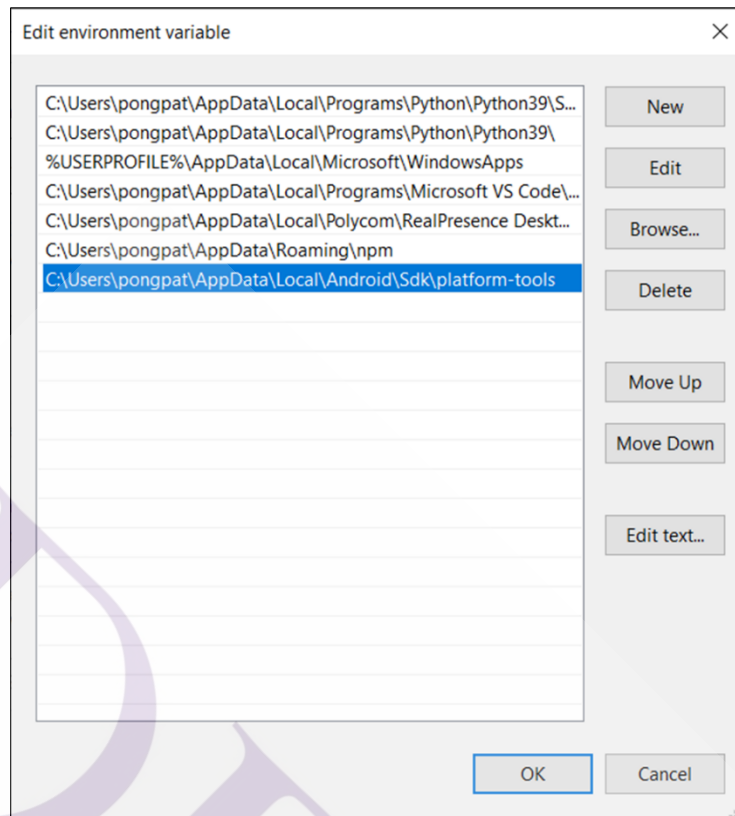 Edit environment variable
C:\Users\pongpat\AppData\Local\Programs\Python\Python39\S...
C:\Users\pongpat\AppData\Local\Programs\Python\Python39\
%USERPROFILE%\AppData\Local\Microsoft\WindowsApps
C:\Users\pongpat\AppData\Local\Programs\Microsoft VS Code\...
C:\Users\pongpat\AppData\Local\Polycom\RealPresence Deskt...
C:\Users\pongpat\AppData\Roaming\npm
C:\Users\pongpat\AppData\Local\Android\Sdk\platform-tools
New
Edit
Browse...
Delete
Move Up
Move Down
Edit text...
OK
Cancel